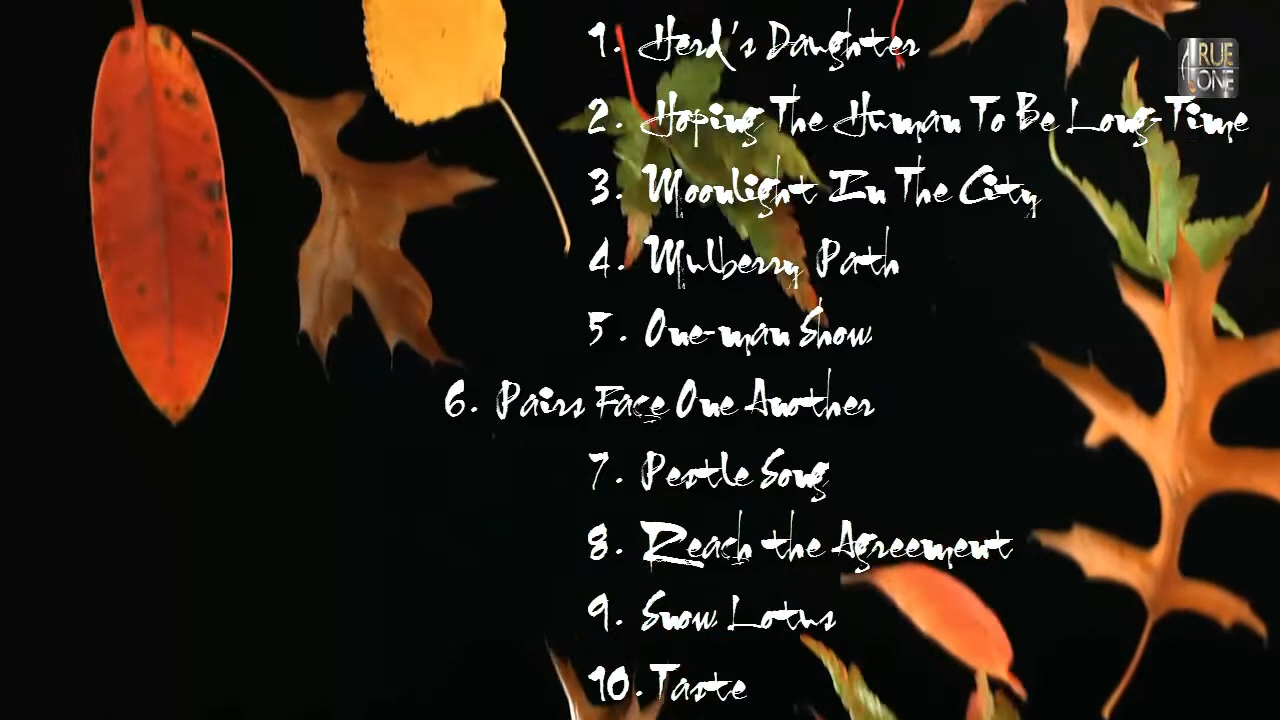 1. Herd's Daughter
TRUE
ONE
2. Hoping The Human To Be Long-Time
3. Moonlight In The City
4. Mulberry Path
5. One-man Show
6. Pairs Face One Another
7. Pestle Song
8. Reach the Agreement
9. Snow Lotus
10. Taste